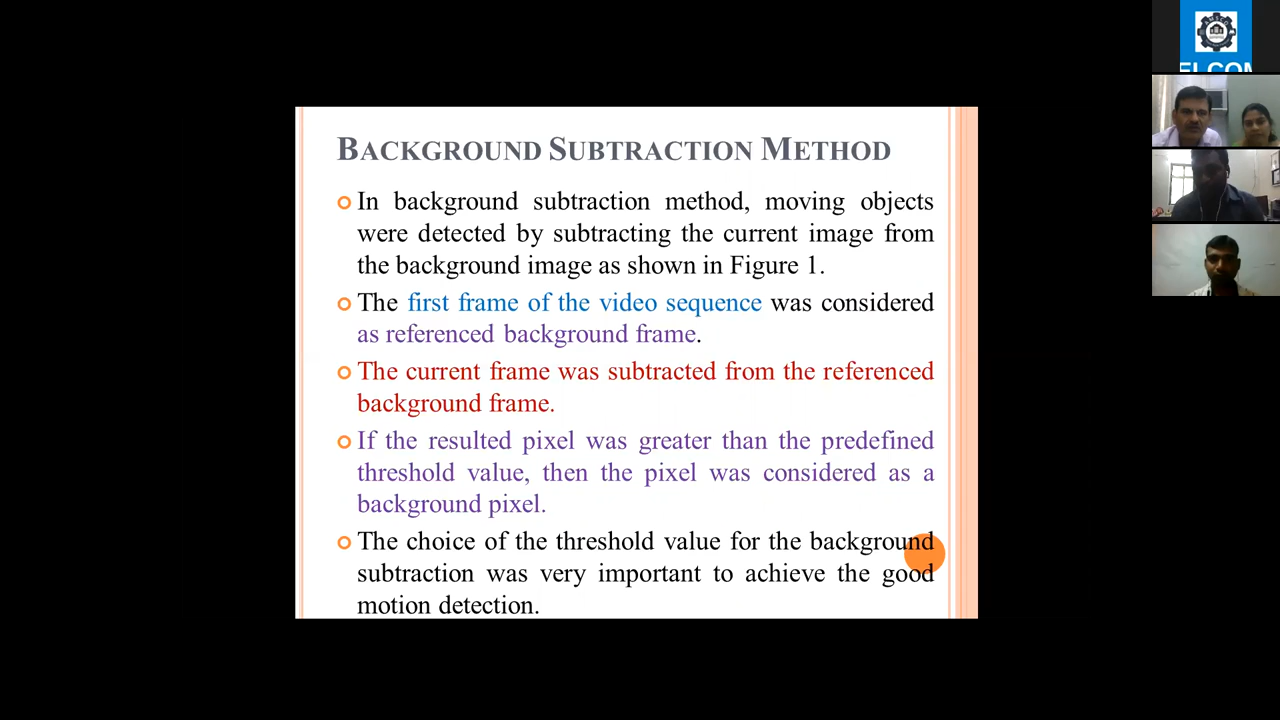 BACKGROUND SUBTRACTION METHOD
In background subtraction method, moving objects
were detected by subtracting the current image from
the background image as shown in Figure 1.
The first frame of the video sequence was considered
as referenced background frame.
The current frame was subtracted from the referenced
background frame.
If the resulted pixel was greater than the predefined
threshold value, then the pixel was considered as a
background pixel.
The choice of the threshold value for the background
subtraction was very important to achieve the good
motion detection.
ELCOM